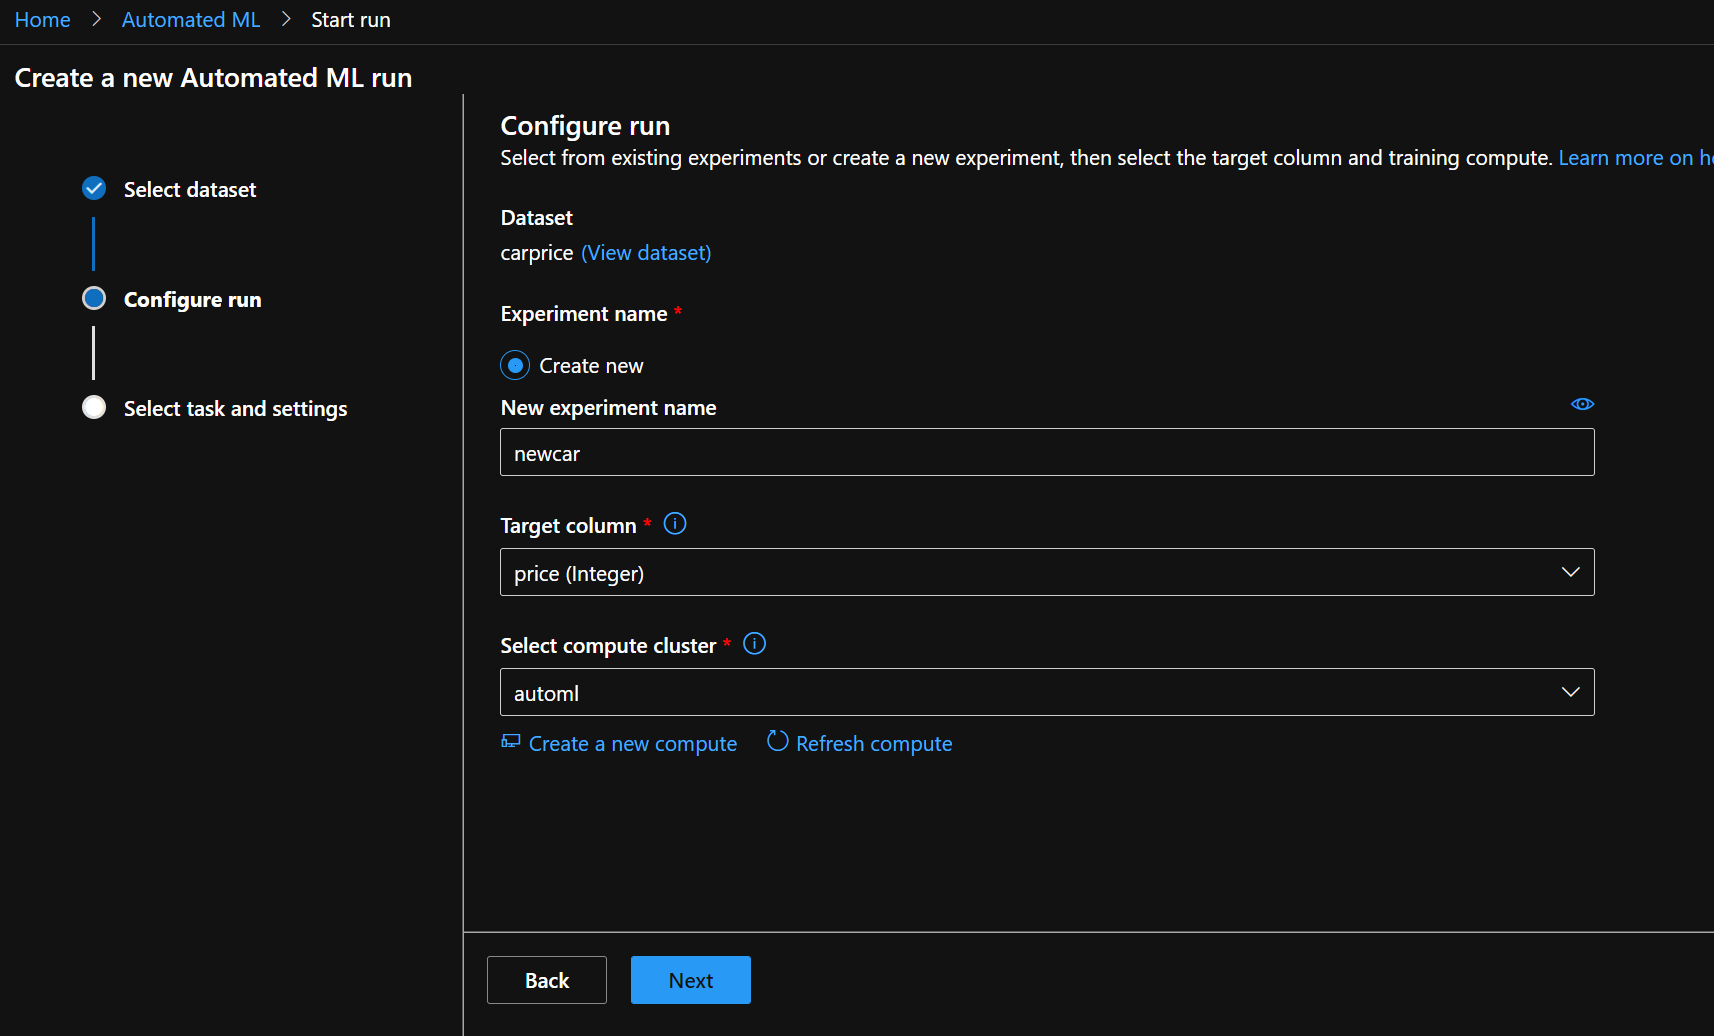 Home > Automated ML > Start run
Create a new Automated ML run
Select dataset
Configure run
Select task and settings
Configure run
Select from existing experiments or create a new experiment, then select the target column and training compute. Learn more on
Dataset
carprice (View dataset)
Experiment name *
Create new
New experiment name
newcar
Target column *
price (Integer)
Select compute cluster *
automl
Create a new compute Refresh compute
Back Next